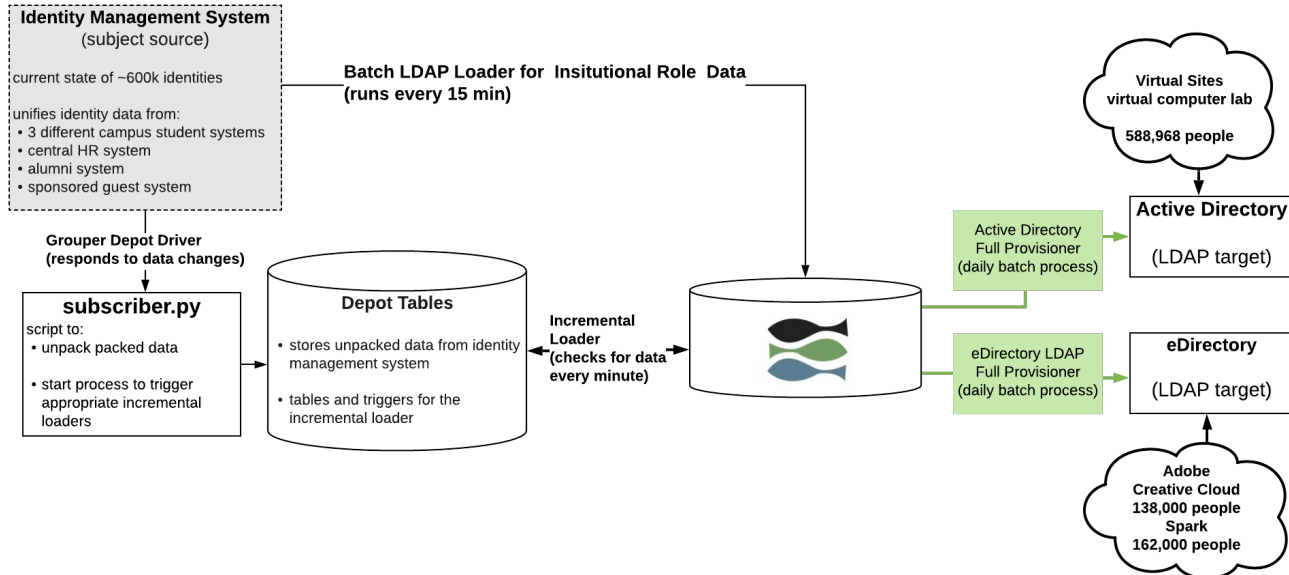 Identity Management System
(subject source)
current state of ~600k identities
unifies identity data from:
• 3 different campus student systems
• central HR system
• alumni system
• sponsored guest system
Batch LDAP Loader for Insitutional Role Data
(runs every 15 min)
Virtual Sites
virtual computer lab
588,968 people
Grouper Depot Driver
(responds to data changes)
subscriber.py
script to:
• unpack packed data
• start process to trigger
appropriate incremental
loaders
Depot Tables
• stores unpacked data from identity
management system
• tables and triggers for the
incremental loader
Incremental
Loader
(checks for data
every minute)
Active Directory
Full Provisioner
(daily batch process)
Active Directory
(LDAP target)
eDirectory LDAP
Full Provisioner
(daily batch process)
eDirectory
(LDAP target)
Adobe
Creative Cloud
138,000 people
Spark
162,000 people